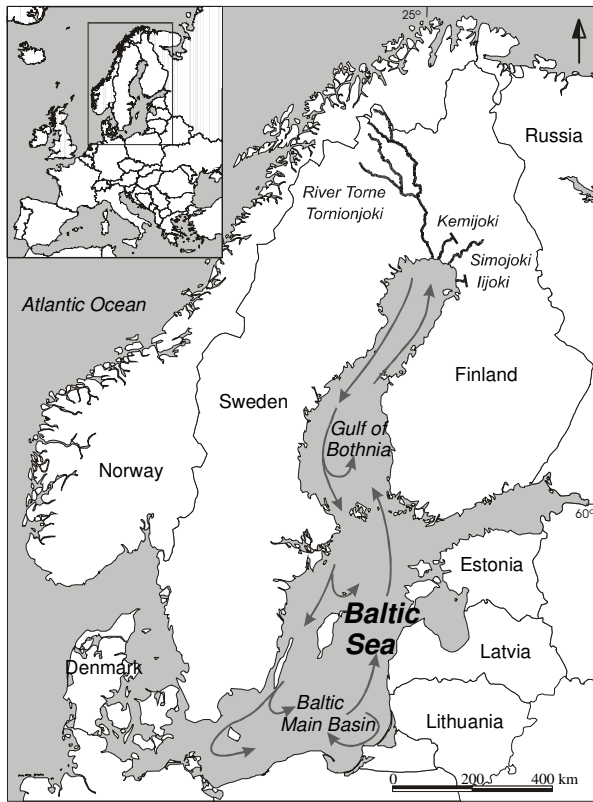 25°
Russia
River Torne
Tornionjoki
Kemijoki
Simojoki
Iijoki
Atlantic Ocean
Finland
Sweden
Gulf of
Bothnia
Norway
60°
Estonia
Baltic
Sea
Denmark
Latvia
Baltic
Main Basin
Lithuania
0 200 400 km